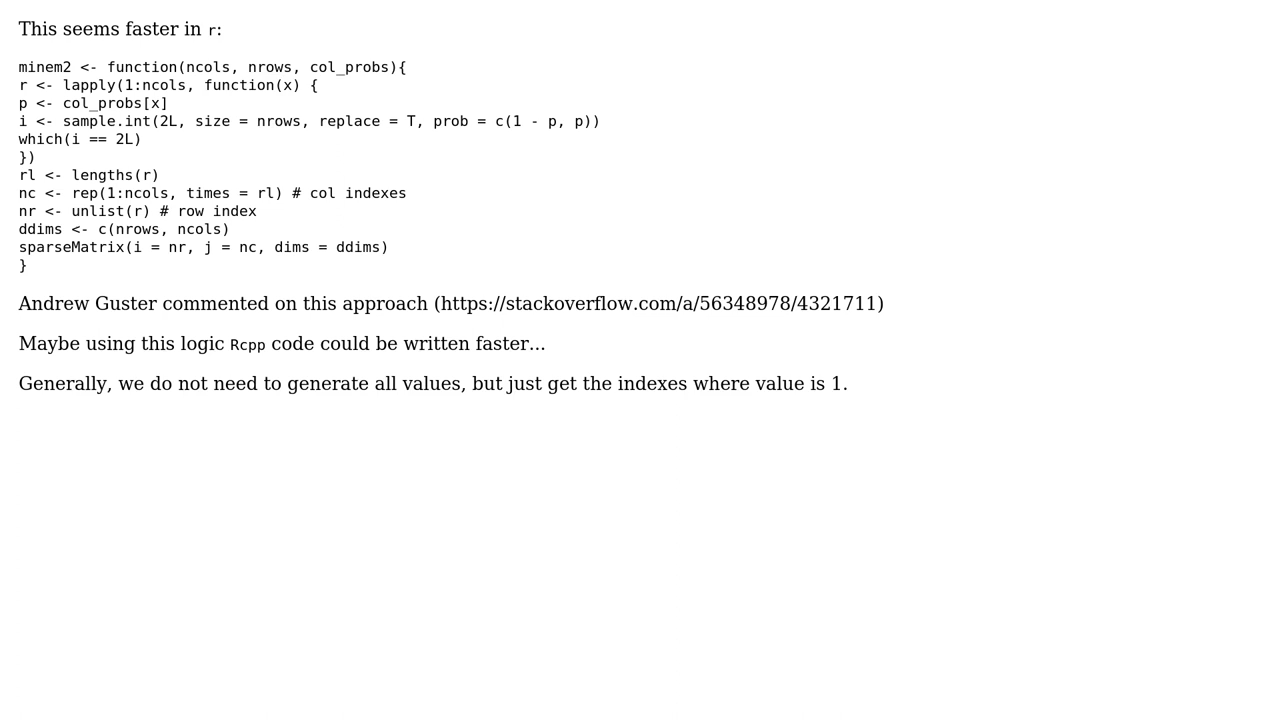 This seems faster in r:
minem2 <- function(ncols, nrows, col_probs){
r <- lapply(1:ncols, function(x) {
p <- col_probs[x]
i <- sample.int(2L, size = nrows, replace = T, prob = c(1 - p, p))
which(i == 2L)
})
rl <- lengths(r)
nc <- rep(1:ncols, times = rl) # col indexes
nr <- unlist(r) # row index
ddims <- c(nrows, ncols)
sparseMatrix(i = nr, j = nc, dims = ddims)
}
Andrew Guster commented on this approach (https://stackoverflow.com/a/56348978/4321711)
Maybe using this logic Rcpp code could be written faster...
Generally, we do not need to generate all values, but just get the indexes where value is 1.